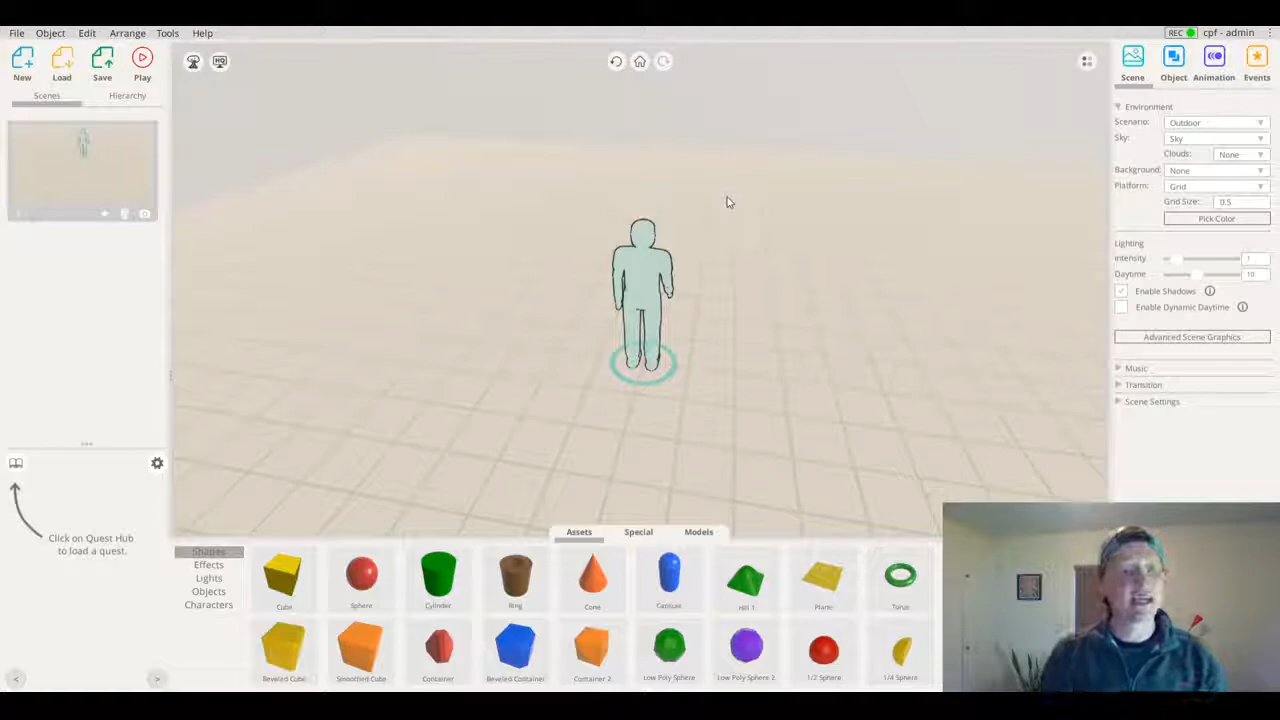 File Object Edit Arrange Tools Help
REC cpf - admin
New Load Save Play
HQ
Scene Object Animation Events
Scenes Hierarchy
Environment
Scenario: Outdoor
Sky: Sky
Clouds: None
Background: None
Platform: Grid
Grid Size: 0.5
Pick Color
Lighting
Intensity 1
Daytime 10
Enable Shadows
Enable Dynamic Daytime
Advanced Scene Graphics
Music
Transition
Scene Settings
Click on Quest Hub
to load a quest.
Assets Special Models
Shapes
Effects
Lights
Objects
Characters
Cube Sphere Cylinder Ring Cone Capsule Hill 1 Plane Torus
Beveled Cube Smoothed Cube Container Beveled Container Container 2 Low Poly Sphere Low Poly Sphere 2 1/2 Sphere 1/4 Sphere
< >